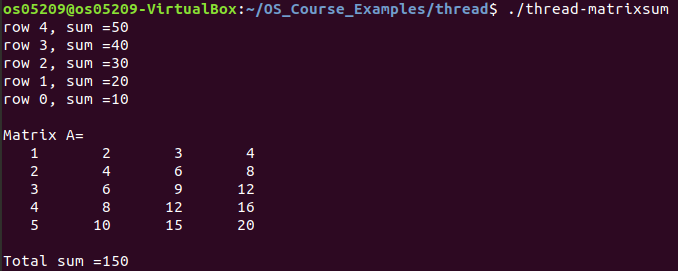 os05209@os05209-VirtualBox:~/OS_Course_Examples/thread$ ./thread-matrixsum
row 4, sum =50
row 3, sum =40
row 2, sum =30
row 1, sum =20
row 0, sum =10
Matrix A=
1 2 3 4
2 4 6 8
3 6 9 12
4 8 12 16
5 10 15 20
Total sum =150